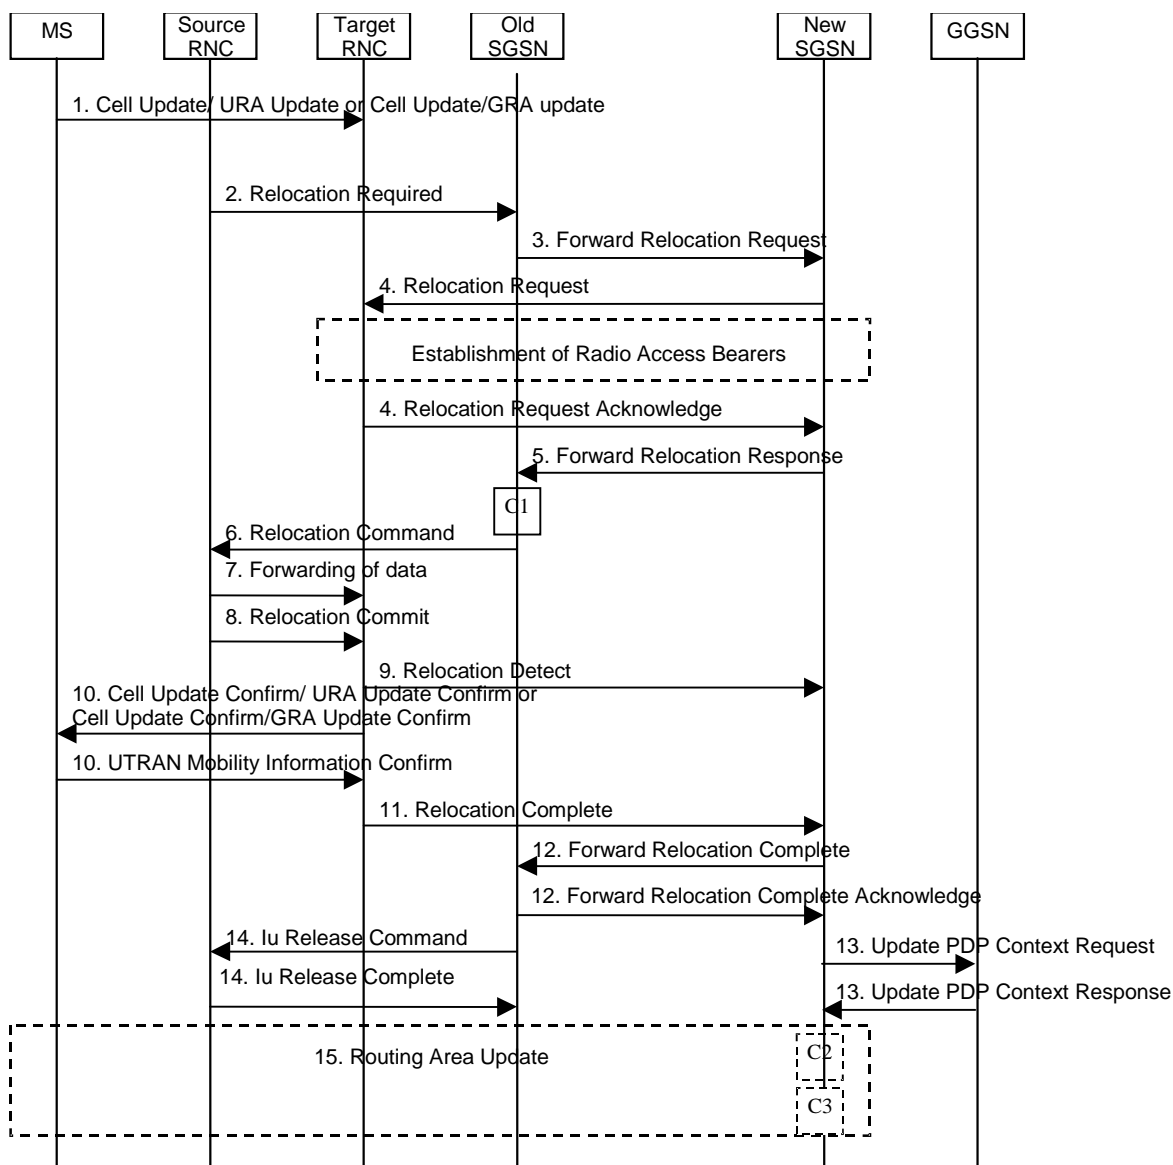 MS
Source
RNC
Target
RNC
Old
SGSN
New
SGSN
GGSN
1. Cell Update/ URA Update or Cell Update/GRA update
2. Relocation Required
3. Forward Relocation Request
4. Relocation Request
Establishment of Radio Access Bearers
4. Relocation Request Acknowledge
5. Forward Relocation Response
C1
6. Relocation Command
7. Forwarding of data
8. Relocation Commit
9. Relocation Detect
10. Cell Update Confirm/ URA Update Confirm or
Cell Update Confirm/GRA Update Confirm
10. UTRAN Mobility Information Confirm
11. Relocation Complete
12. Forward Relocation Complete
12. Forward Relocation Complete Acknowledge
14. Iu Release Command
13. Update PDP Context Request
14. Iu Release Complete
13. Update PDP Context Response
15. Routing Area Update
C2
C3